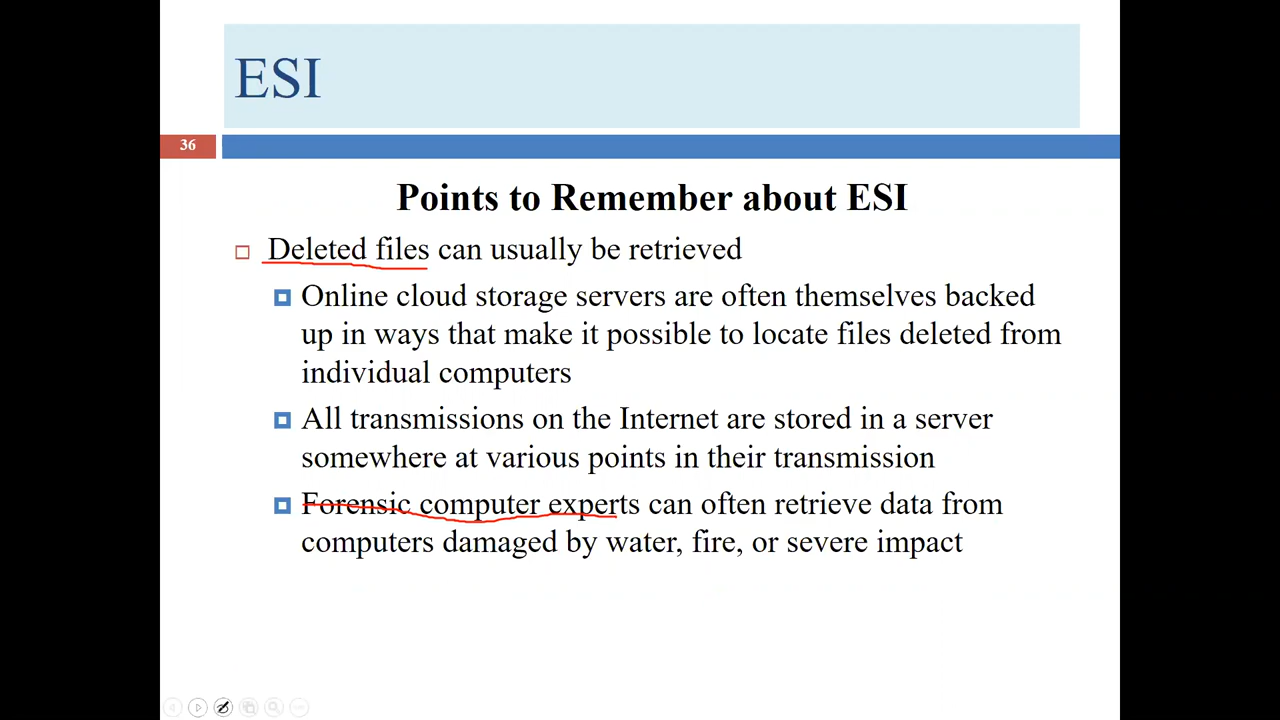 ESI
36
Points to Remember about ESI
Deleted files can usually be retrieved
Online cloud storage servers are often themselves backed
up in ways that make it possible to locate files deleted from
individual computers
All transmissions on the Internet are stored in a server
somewhere at various points in their transmission
Forensic computer experts can often retrieve data from
computers damaged by water, fire, or severe impact